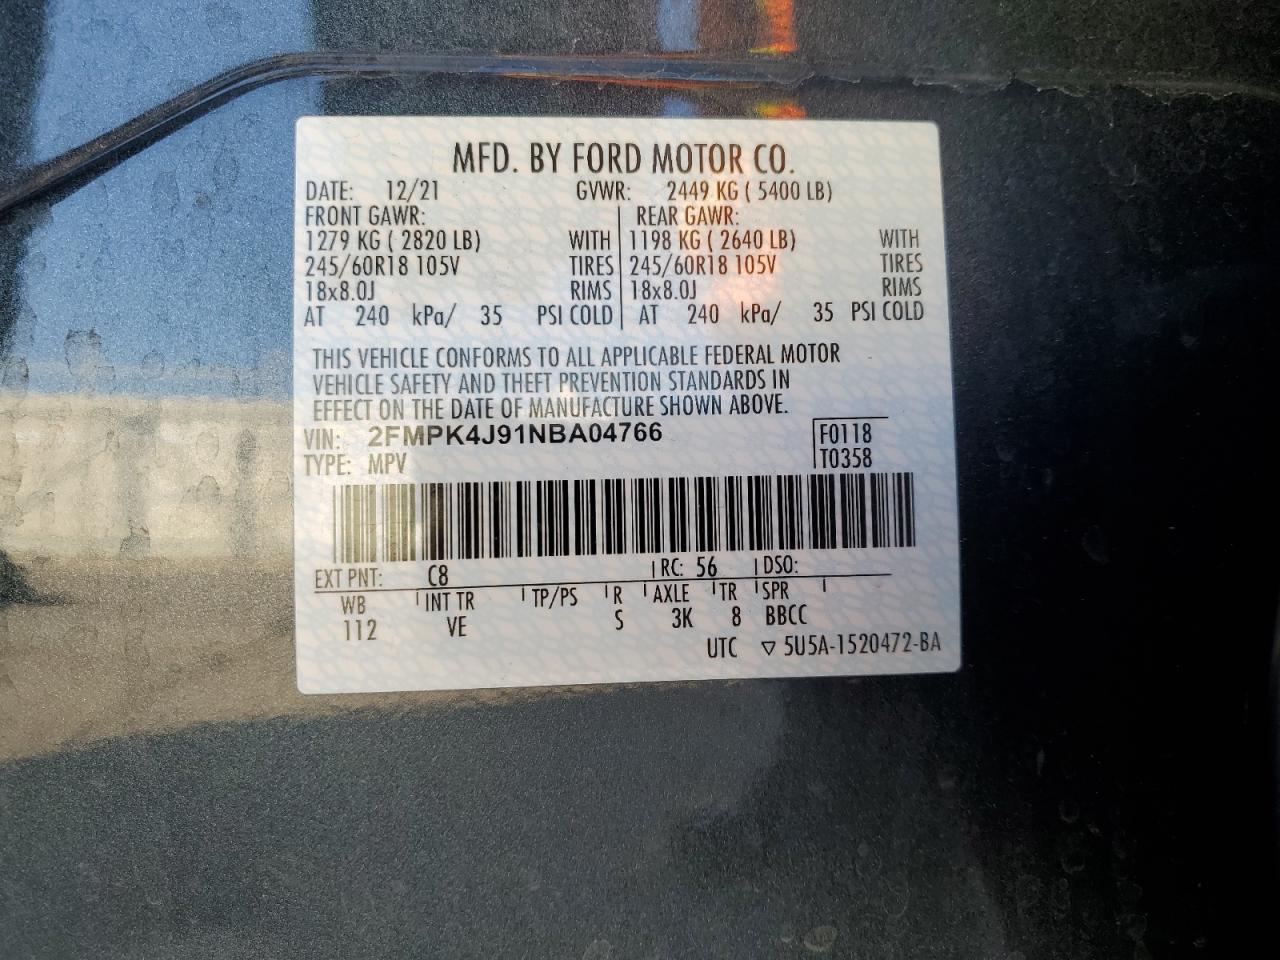 MFD. BY FORD MOTOR CO.
DATE: 12/21 GVWR: 2449 KG ( 5400 LB)
FRONT GAWR: REAR GAWR:
1279 KG ( 2820 LB) WITH 1198 KG ( 2640 LB) WITH
245/60R18 105V TIRES 245/60R18 105V TIRES
18x8.0J RIMS 18x8.0J RIMS
AT 240 kPa/ 35 PSI COLD AT 240 kPa/ 35 PSI COLD
THIS VEHICLE CONFORMS TO ALL APPLICABLE FEDERAL MOTOR
VEHICLE SAFETY AND THEFT PREVENTION STANDARDS IN
EFFECT ON THE DATE OF MANUFACTURE SHOWN ABOVE.
VIN: 2FMPK4J91NBA04766 F0118
TYPE: MPV T0358
EXT PNT: C8 RC: 56 DSO:
WB INT TR TP/PS R AXLE TR SPR
112 VE S 3K 8 BBCC
UTC ▽ 5U5A-1520472-BA